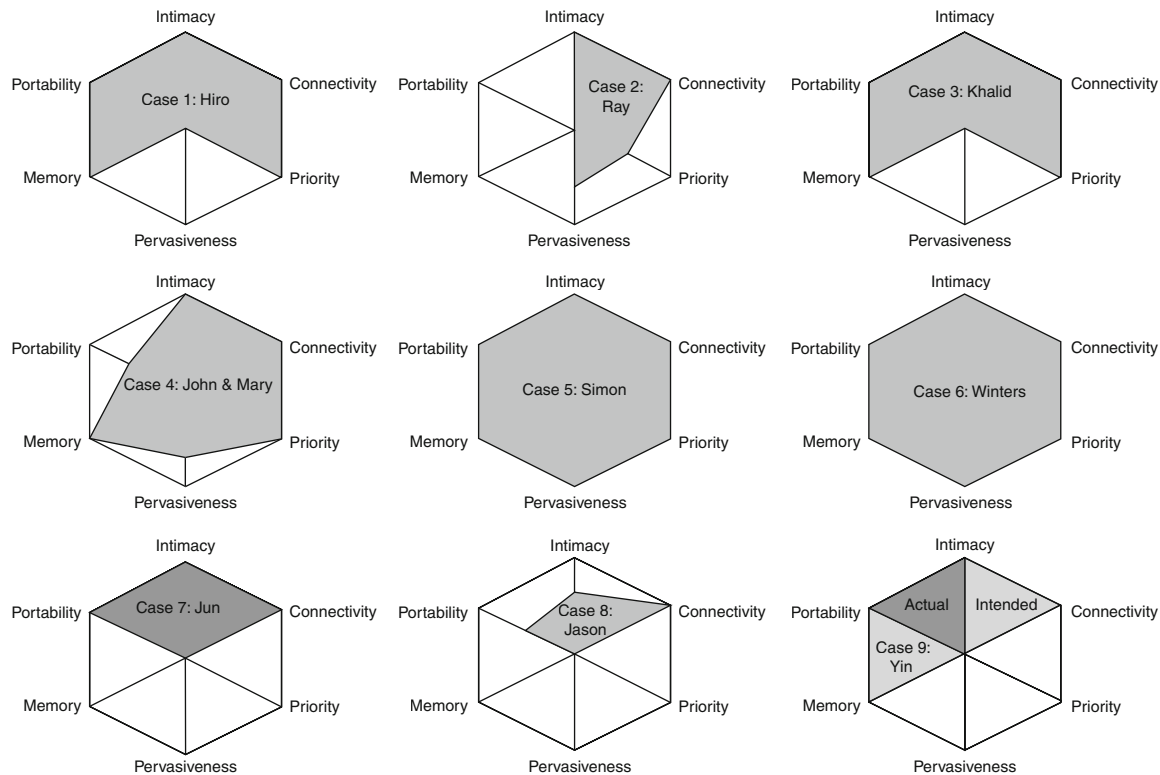 Intimacy
Portability
Connectivity
Case 1: Hiro
Memory
Priority
Pervasiveness
Intimacy
Portability
Connectivity
Case 2:
Ray
Memory
Priority
Pervasiveness
Intimacy
Portability
Connectivity
Case 3: Khalid
Memory
Priority
Pervasiveness
Intimacy
Portability
Connectivity
Case 4: John & Mary
Memory
Priority
Pervasiveness
Intimacy
Portability
Connectivity
Case 5: Simon
Memory
Priority
Pervasiveness
Intimacy
Portability
Connectivity
Case 6: Winters
Memory
Priority
Pervasiveness
Intimacy
Portability
Connectivity
Case 7: Jun
Memory
Priority
Pervasiveness
Intimacy
Portability
Connectivity
Case 8:
Jason
Memory
Priority
Pervasiveness
Intimacy
Portability
Connectivity
Actual
Intended
Case 9:
Yin
Memory
Priority
Pervasiveness